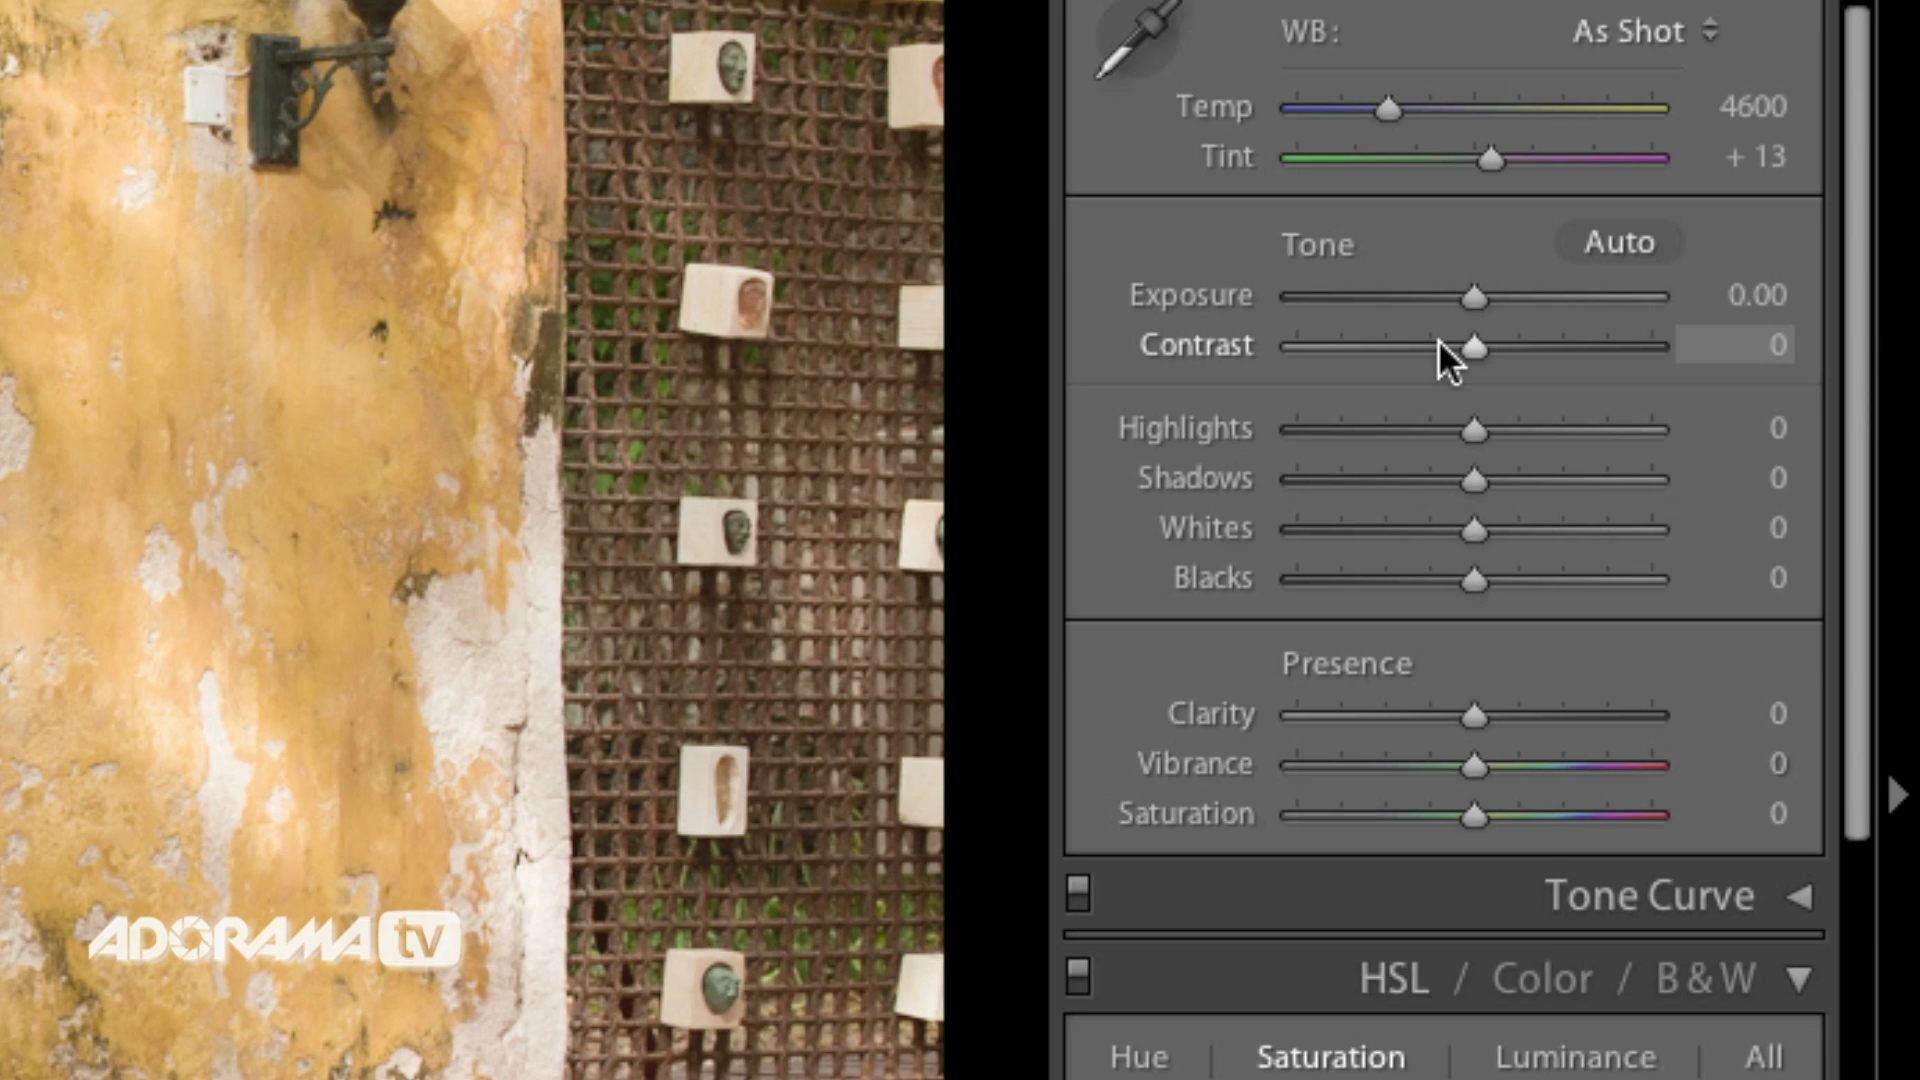 WB: As Shot
Temp 4600
Tint + 13
Tone Auto
Exposure 0.00
Contrast 0
Highlights 0
Shadows 0
Whites 0
Blacks 0
Presence
Clarity 0
Vibrance 0
Saturation 0
Tone Curve
HSL / Color / B & W
Hue Saturation Luminance All
ADORAMA tv